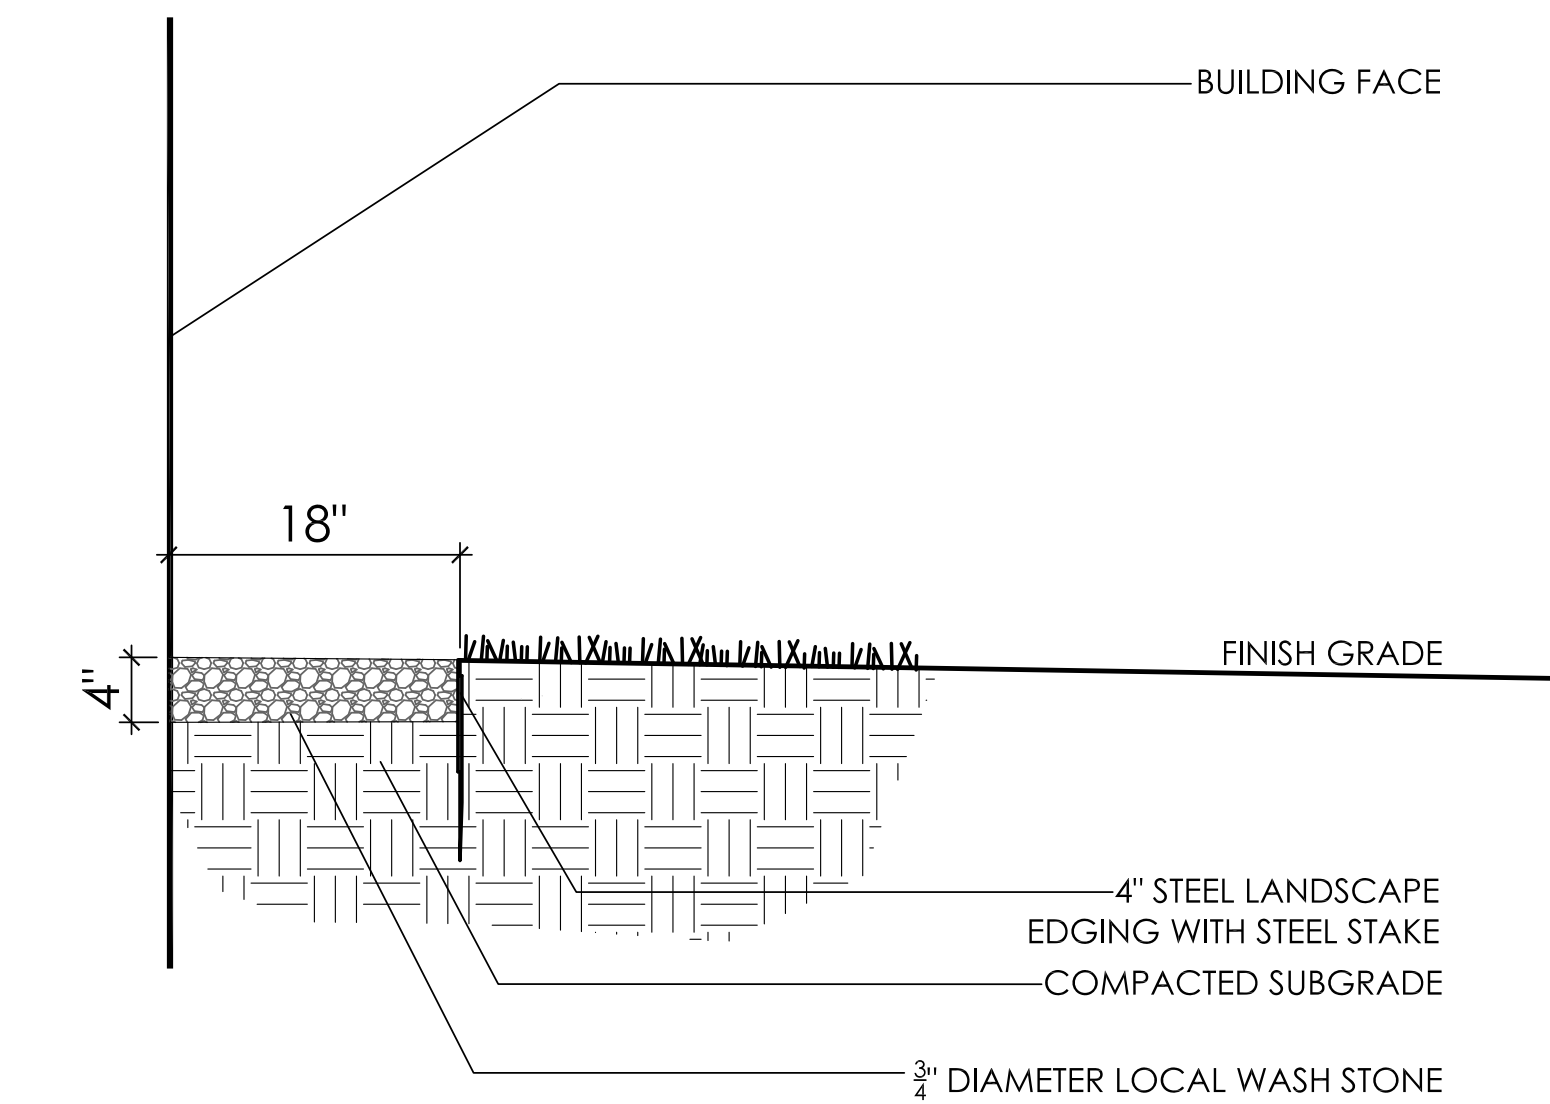 BUILDING FACE
18"
FINISH GRADE
4"
4" STEEL LANDSCAPE
EDGING WITH STEEL STAKE
COMPACTED SUBGRADE
3/4" DIAMETER LOCAL WASH STONE